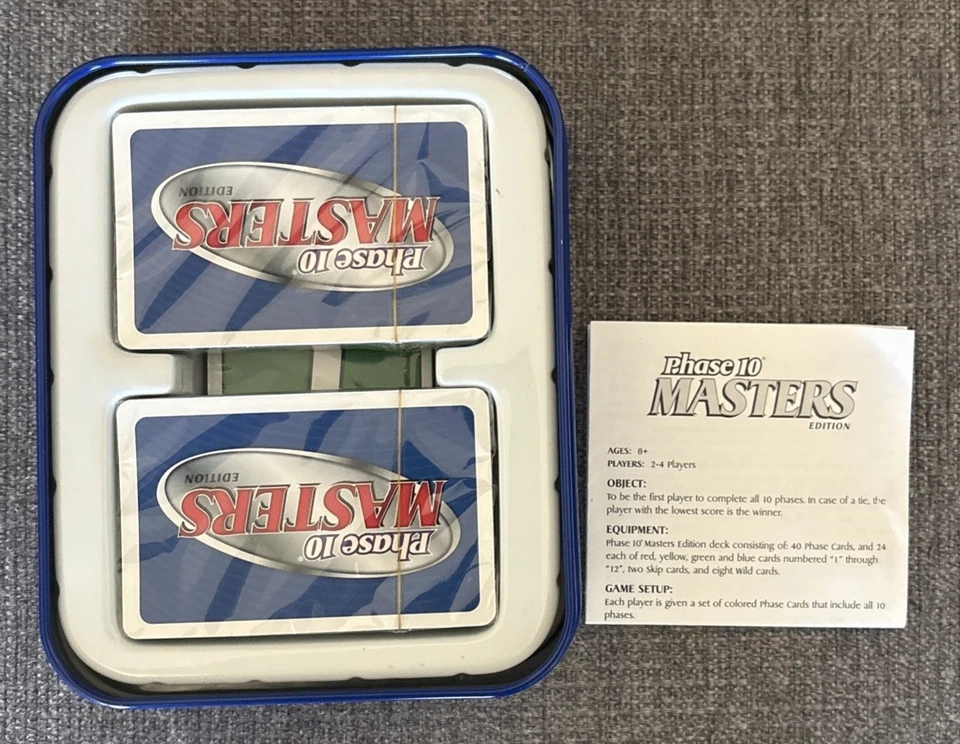 Phase 10
MASTERS
EDITION
Phase 10
MASTERS
EDITION
Phase 10®
MASTERS
EDITION
AGES: 8+
PLAYERS: 2-4 Players
OBJECT:
To be the first player to complete all 10 phases. In case of a tie, the
player with the lowest score is the winner.
EQUIPMENT:
Phase 10® Masters Edition deck consisting of: 40 Phase Cards, and 24
each of red, yellow, green and blue cards numbered "1" through
"12", two Skip cards, and eight Wild cards.
GAME SETUP:
Each player is given a set of colored Phase Cards that include all 10
phases.